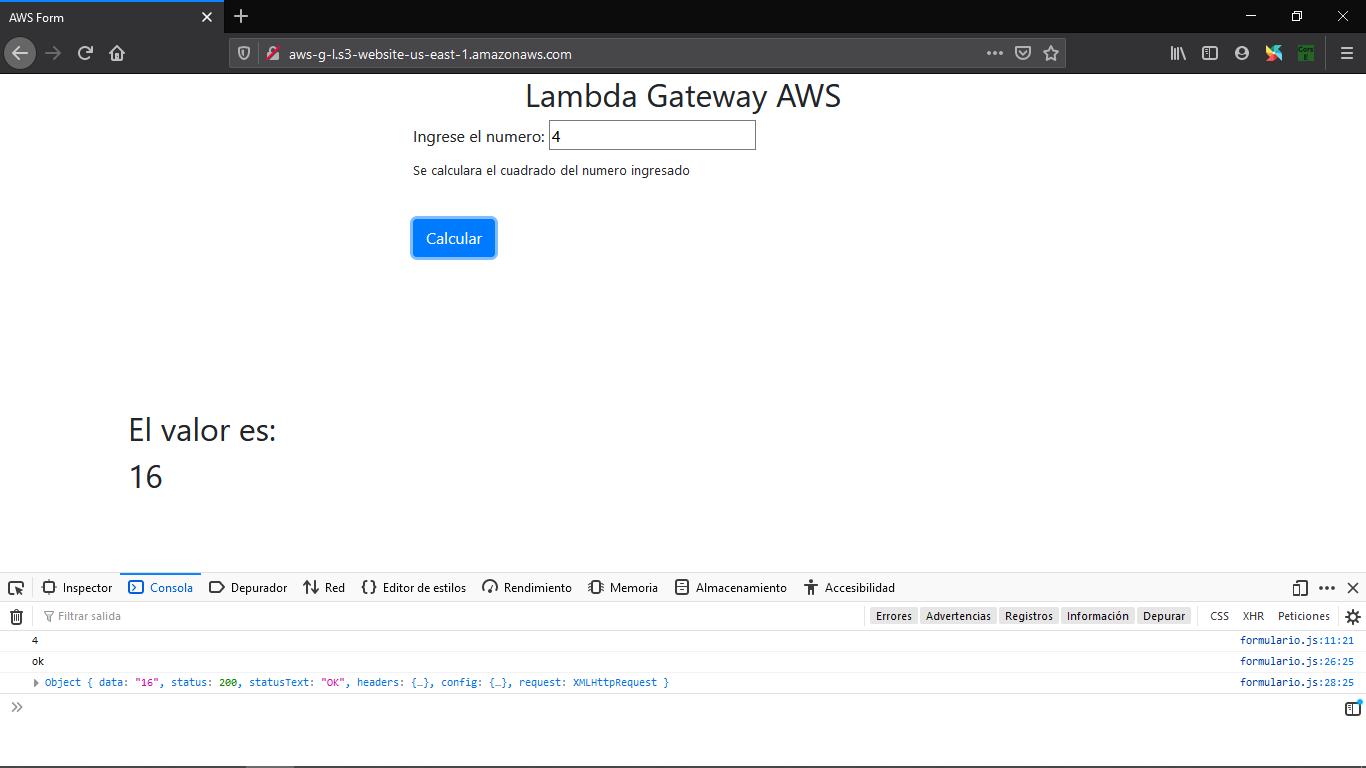 AWS Form
aws-g-l.s3-website-us-east-1.amazonaws.com
Lambda Gateway AWS
Ingrese el numero: 4
Se calculara el cuadrado del numero ingresado
Calcular
El valor es:
16
Inspector Consola Depurador Red Editor de estilos Rendimiento Memoria Almacenamiento Accesibilidad
Filtrar salida Errores Advertencias Registros Información Depurar CSS XHR Peticiones
4 formulario.js:11:21
ok formulario.js:26:25
Object { data: "16", status: 200, statusText: "OK", headers: {…}, config: {…}, request: XMLHttpRequest } formulario.js:28:25